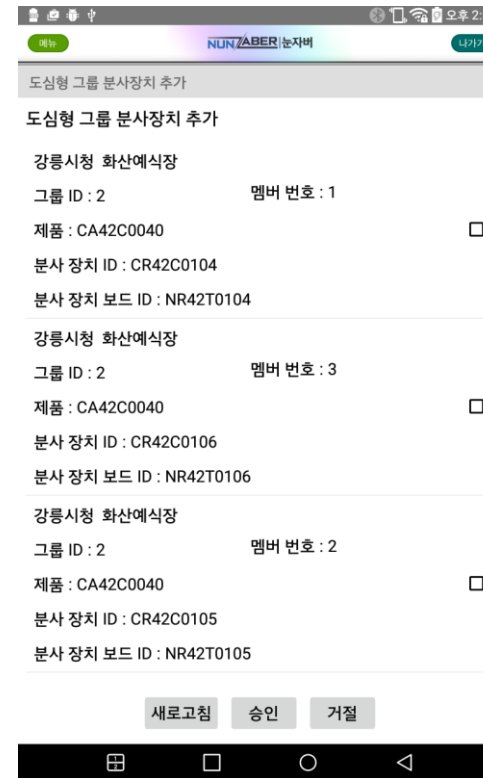 오후 2:
메뉴
NUNZABER|눈자버
나가기
도심형 그룹 분사장치 추가
도심형 그룹 분사장치 추가
강릉시청 화산예식장
그룹 ID : 2 멤버 번호 : 1
제품 : CA42C0040
분사 장치 ID : CR42C0104
분사 장치 보드 ID : NR42T0104
강릉시청 화산예식장
그룹 ID : 2 멤버 번호 : 3
제품 : CA42C0040
분사 장치 ID : CR42C0106
분사 장치 보드 ID : NR42T0106
강릉시청 화산예식장
그룹 ID : 2 멤버 번호 : 2
제품 : CA42C0040
분사 장치 ID : CR42C0105
분사 장치 보드 ID : NR42T0105
새로고침 승인 거절